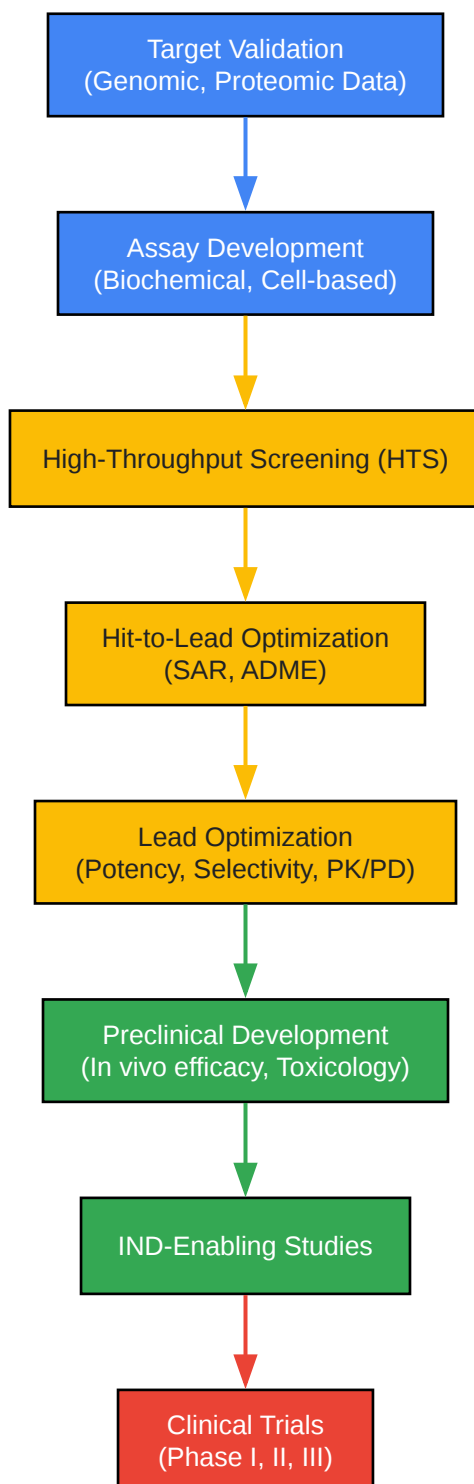 Target Validation
(Genomic, Proteomic Data)
Assay Development
(Biochemical, Cell-based)
High-Throughput Screening (HTS)
Hit-to-Lead Optimization
(SAR, ADME)
Lead Optimization
(Potency, Selectivity, PK/PD)
Preclinical Development
(In vivo efficacy, Toxicology)
IND-Enabling Studies
Clinical Trials
(Phase I, II, III)